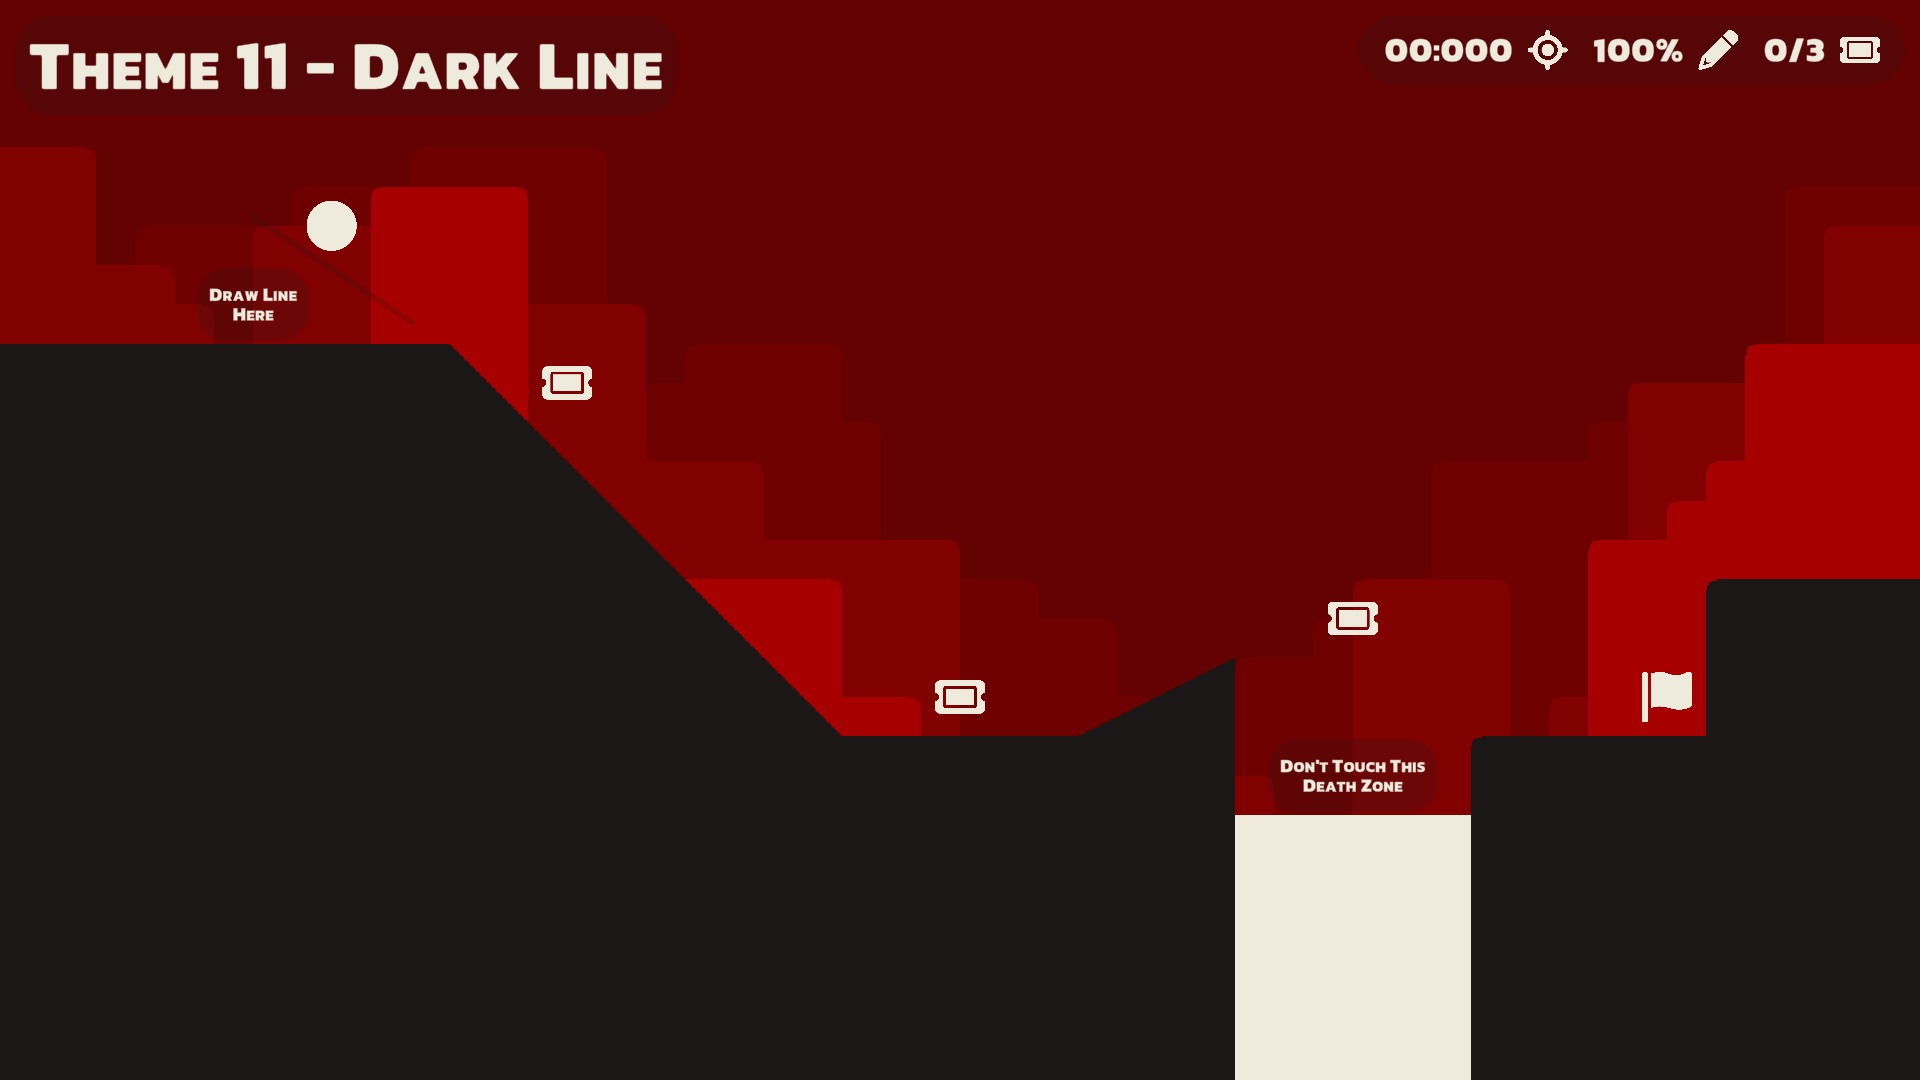 Theme 11 - Dark Line
00:000 100% 0/3
Draw Line
Here
Don't Touch This
Death Zone